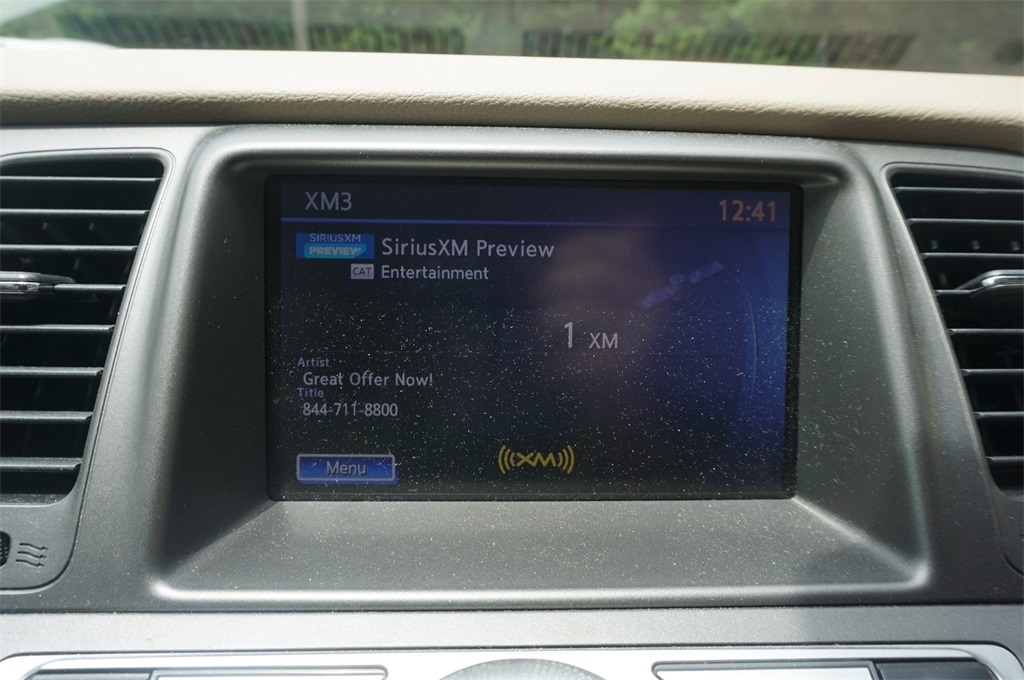 XM3
12:41
SIRIUSXM
PREVIEW
SiriusXM Preview
CAT Entertainment
1 XM
Artist
Great Offer Now!
Title
844-711-8800
Menu
((XM))